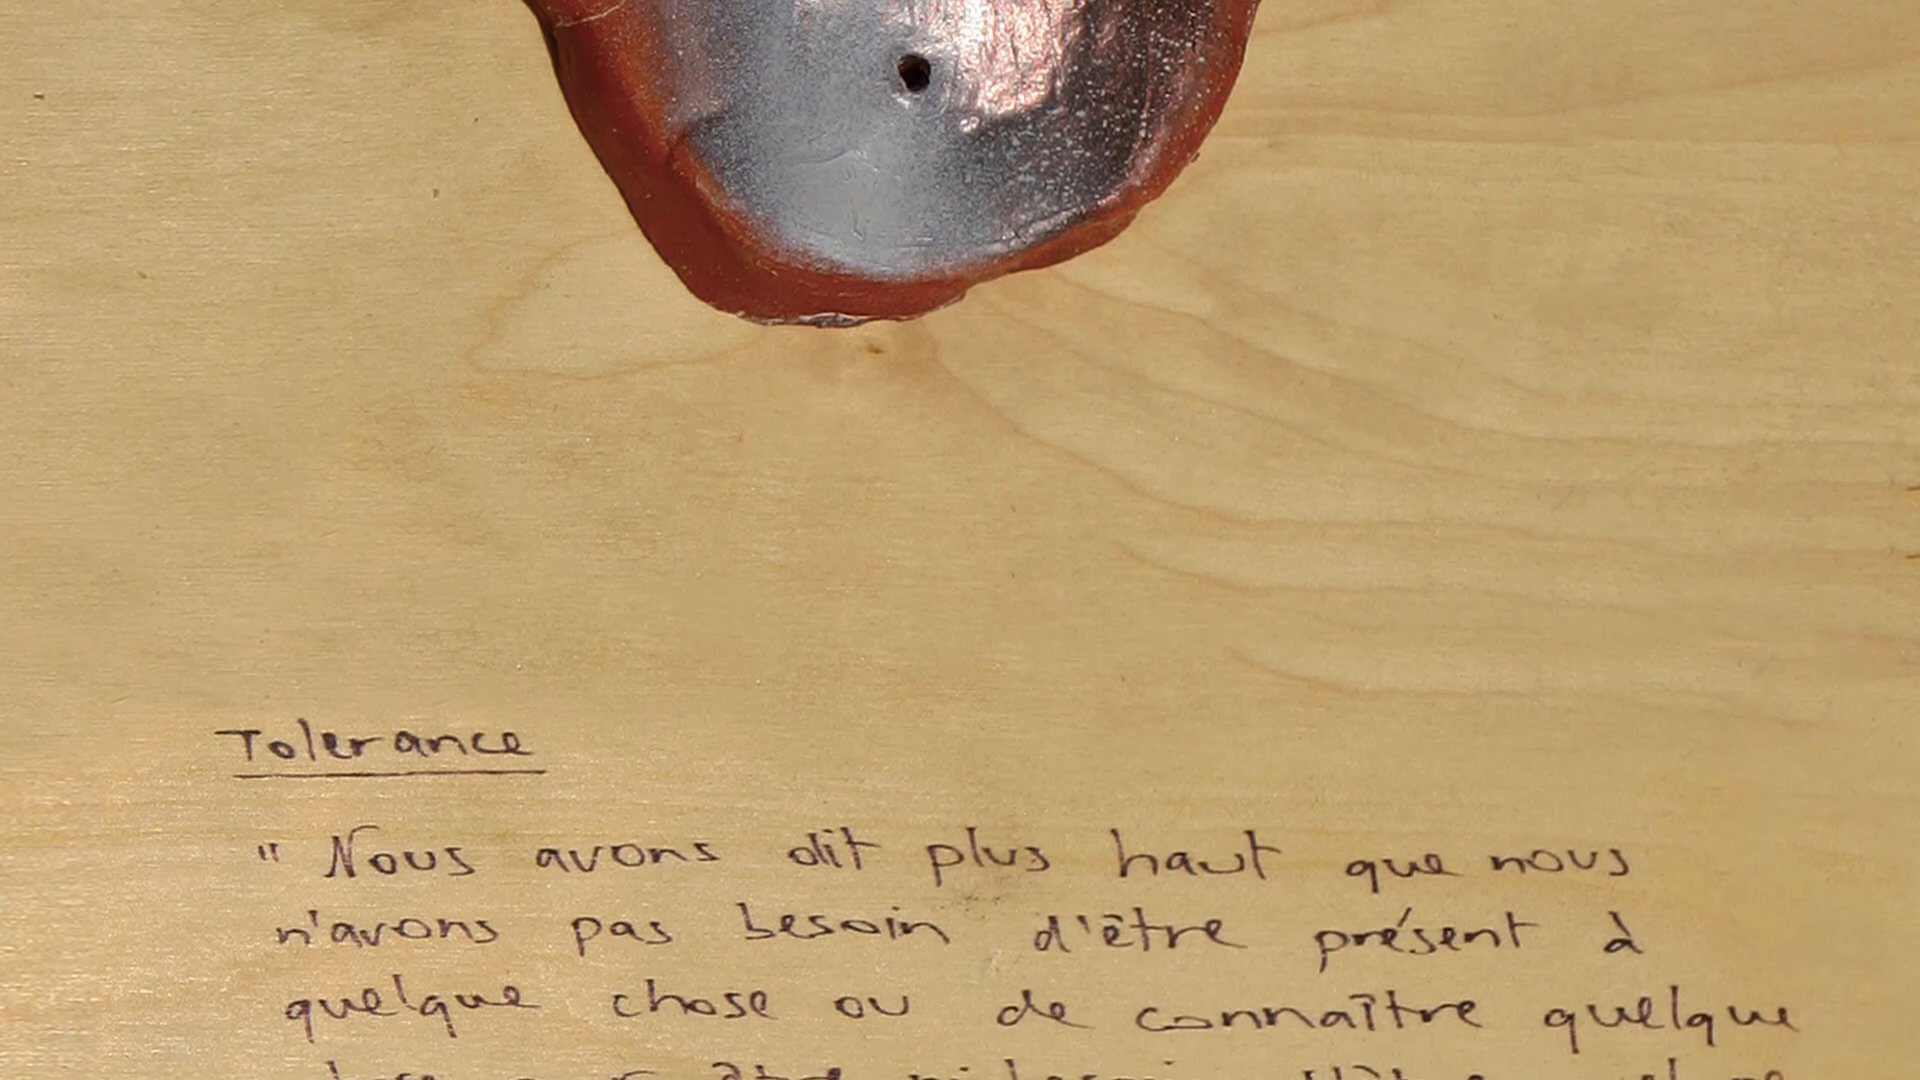 Tolerance
" Nous avons dit plus haut que nous
n'avons pas besoin d'être présent à
quelque chose ou de connaître quelque